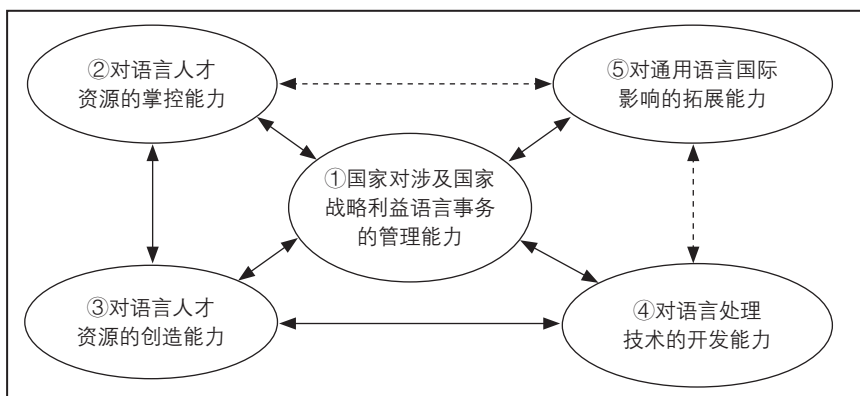 ②对语言人才
资源的掌控能力
⑤对通用语言国际
影响的拓展能力
①国家对涉及国家
战略利益语言事务
的管理能力
③对语言人才
资源的创造能力
④对语言处理
技术的开发能力